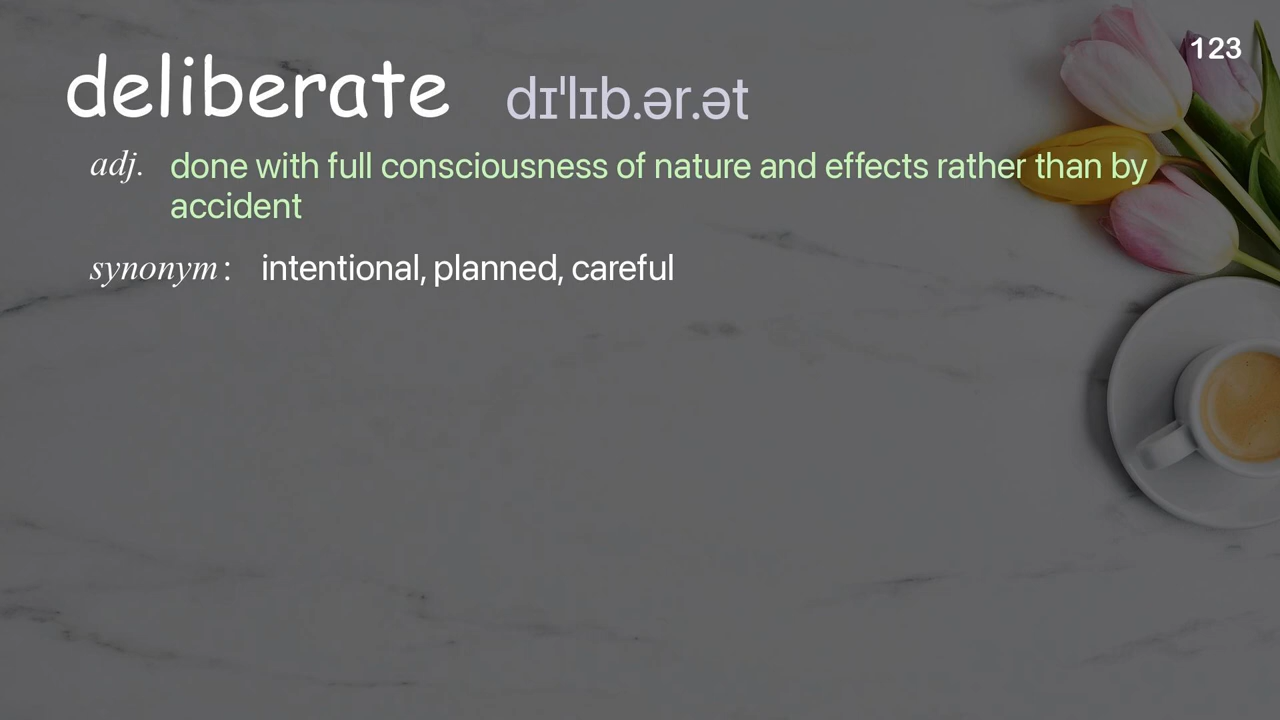 123
deliberate dɪˈlɪb.ər.ət
adj. done with full consciousness of nature and effects rather than by
accident
synonym: intentional, planned, careful